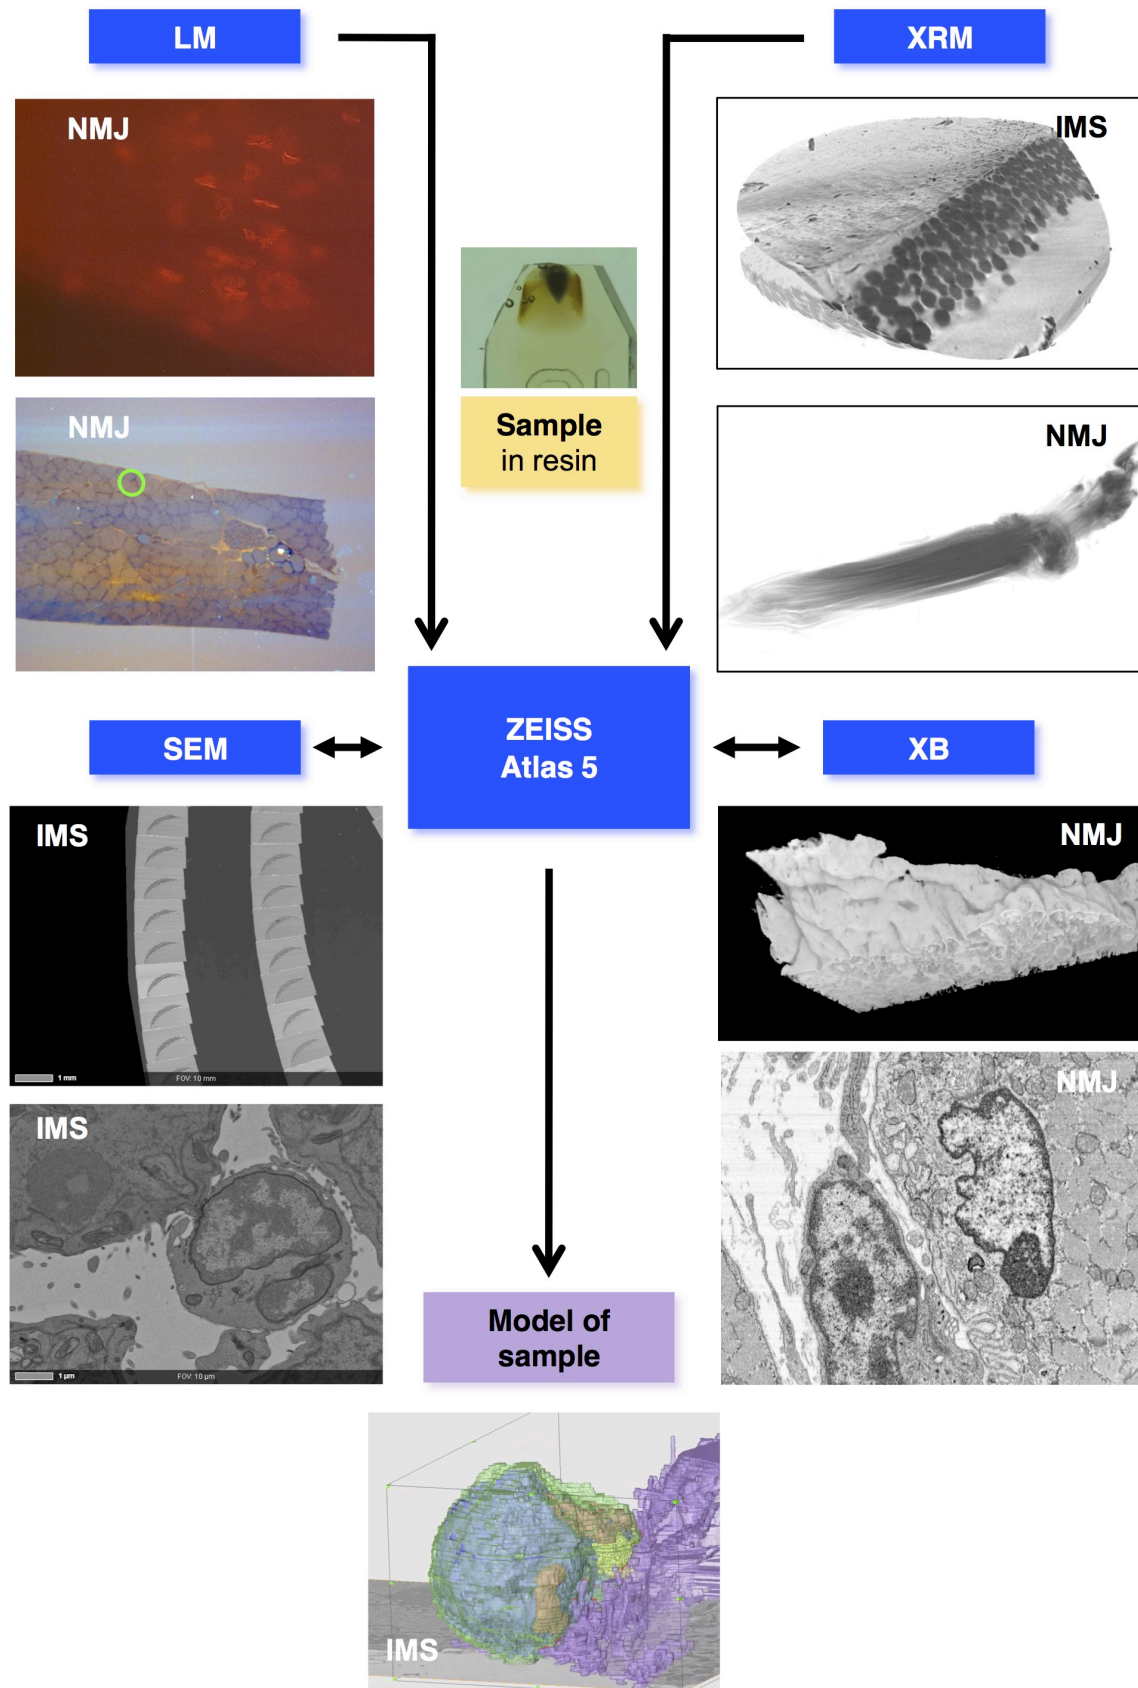 LM
XRM
NMJ
IMS
NMJ
Sample
in resin
NMJ
ZEISS
Atlas 5
SEM
XB
IMS
NMJ
1 mm
FOV: 10 mm
IMS
NMJ
1 µm
FOV: 10 µm
Model of
sample
IMS